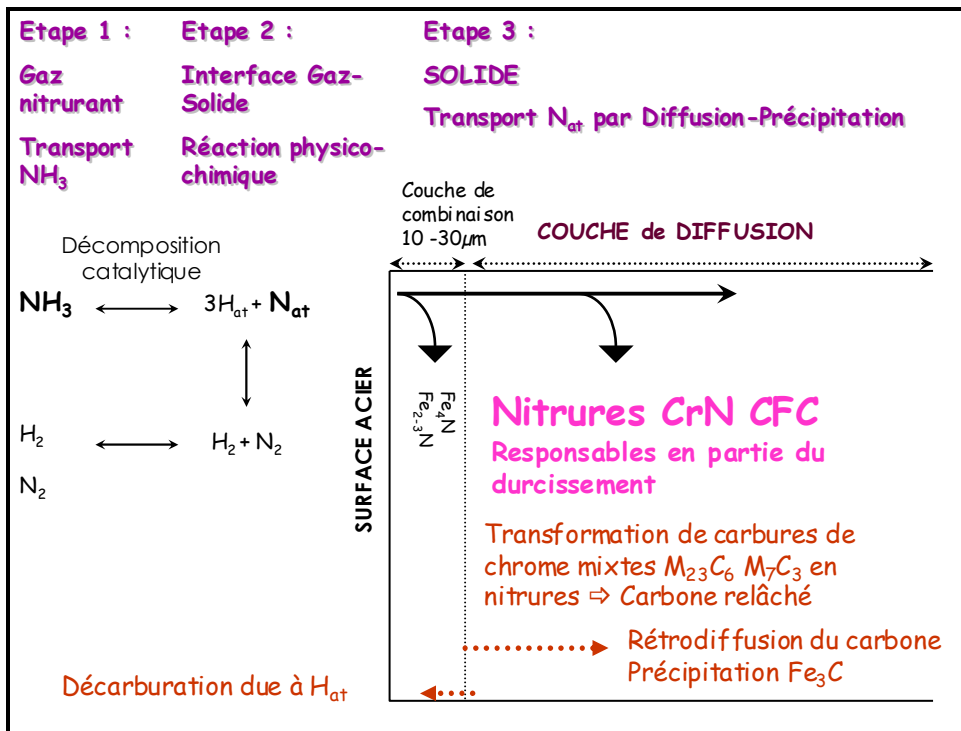 Etape 1 :
Gaz
nitrurant
Transport
NH₃
Etape 2 :
Interface Gaz-
Solide
Réaction physico-
chimique
Etape 3 :
SOLIDE
Transport Nₐₜ par Diffusion-Précipitation
Couche de
combinaison
10 -30µm
COUCHE de DIFFUSION
Décomposition
catalytique
NH₃
3Hₐₜ + Nₐₜ
H₂
H₂ + N₂
N₂
SURFACE ACIER
Fe₄N
Fe₂₋₃N
Nitrures CrN CFC
Responsables en partie du
durcissement
Transformation de carbures de
chrome mixtes M₂₃C₆ M₇C₃ en
nitrures ⇨ Carbone relâché
Rétrodiffusion du carbone
Précipitation Fe₃C
Décarburation due à Hₐₜ